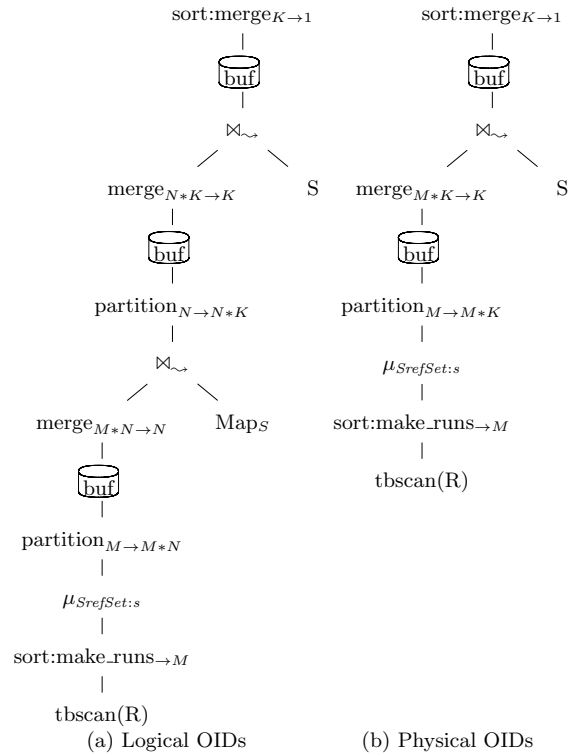 sort:merge_{K→1}
buf
⋈⇝
merge_{N∗K→K}
S
buf
partition_{N→N∗K}
⋈⇝
merge_{M∗N→N}
Map_S
buf
partition_{M→M∗N}
μ_{SrefSet:s}
sort:make_runs_{→M}
tbscan(R)
(a) Logical OIDs
sort:merge_{K→1}
buf
⋈⇝
merge_{M∗K→K}
S
buf
partition_{M→M∗K}
μ_{SrefSet:s}
sort:make_runs_{→M}
tbscan(R)
(b) Physical OIDs